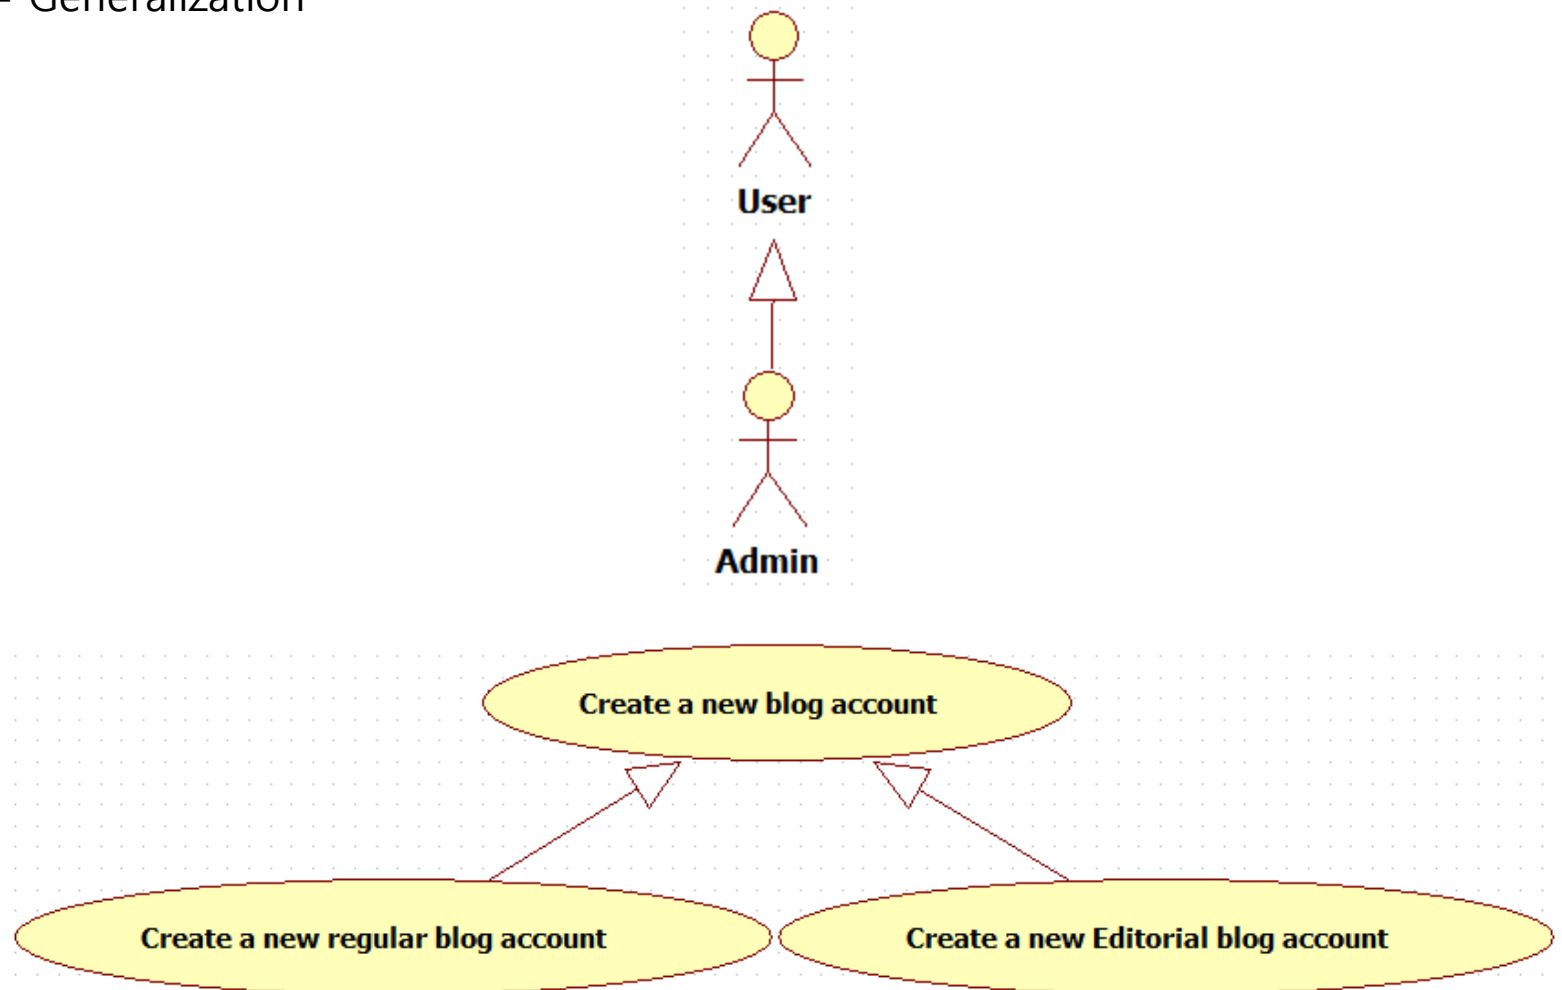 - Generalization
User
Admin
Create a new blog account
Create a new regular blog account
Create a new Editorial blog account